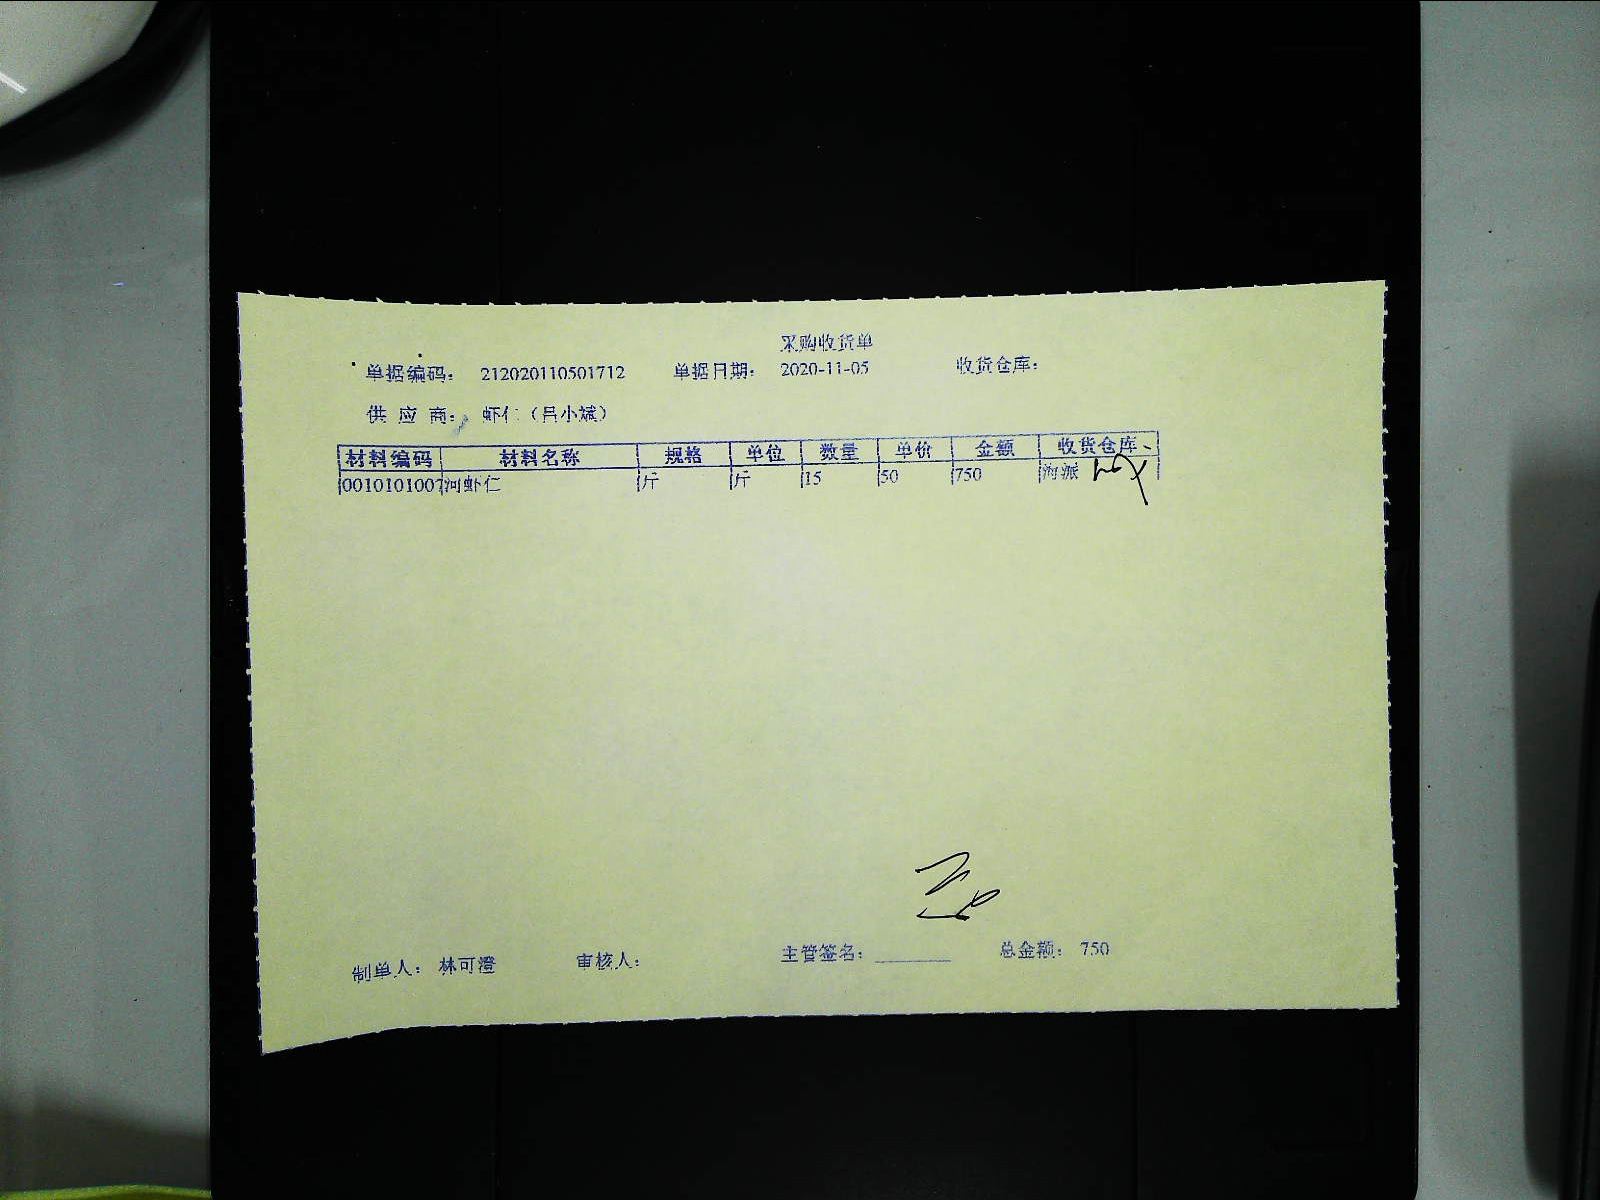 采购收货单
单据编码： 212020110501712 单据日期： 2020-11-05 收货仓库：
供 应 商： 虾仁（吕小斌）
材料编码 材料名称 规格 单位 数量 单价 金额 收货仓库
0010101007 河虾仁 斤 斤 15 50 750 海派
制单人： 林可澄 审核人： 主管签名： ________ 总金额： 750